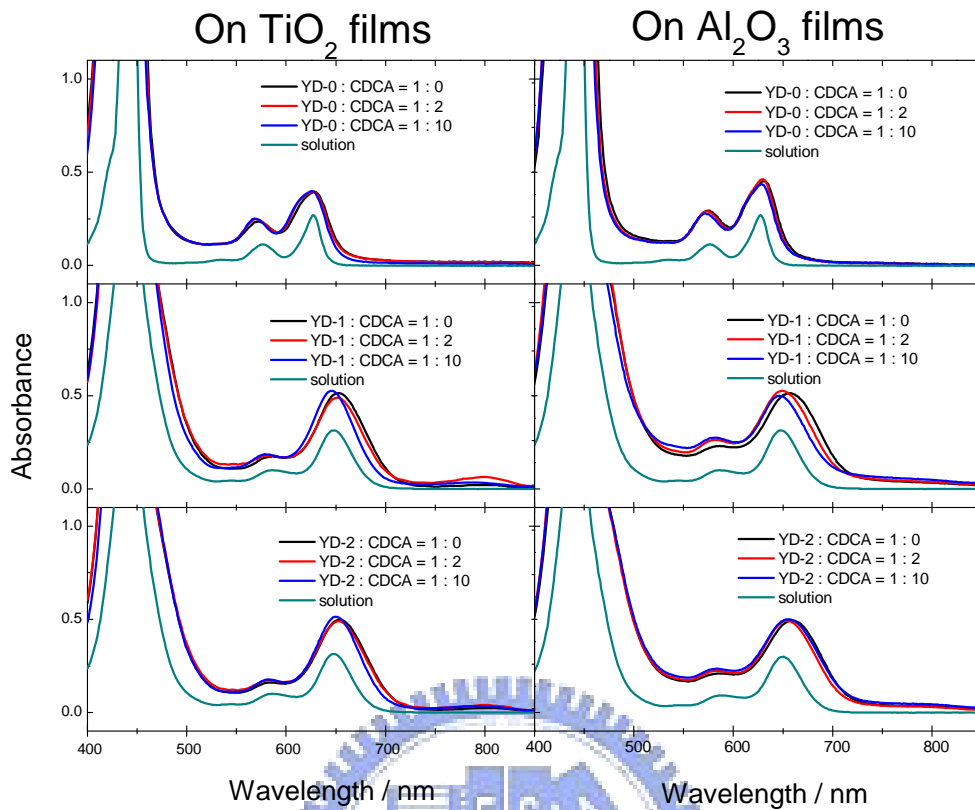 On TiO2 films
On Al2O3 films
1.0
0.5
0.0
YD-0 : CDCA = 1 : 0
YD-0 : CDCA = 1 : 2
YD-0 : CDCA = 1 : 10
solution
YD-0 : CDCA = 1 : 0
YD-0 : CDCA = 1 : 2
YD-0 : CDCA = 1 : 10
solution
Absorbance
1.0
0.5
0.0
YD-1 : CDCA = 1 : 0
YD-1 : CDCA = 1 : 2
YD-1 : CDCA = 1 : 10
solution
YD-1 : CDCA = 1 : 0
YD-1 : CDCA = 1 : 2
YD-1 : CDCA = 1 : 10
solution
1.0
0.5
0.0
YD-2 : CDCA = 1 : 0
YD-2 : CDCA = 1 : 2
YD-2 : CDCA = 1 : 10
solution
YD-2 : CDCA = 1 : 0
YD-2 : CDCA = 1 : 2
YD-2 : CDCA = 1 : 10
solution
400 500 600 700 800 400 500 600 700 800
Wavelength / nm
Wavelength / nm